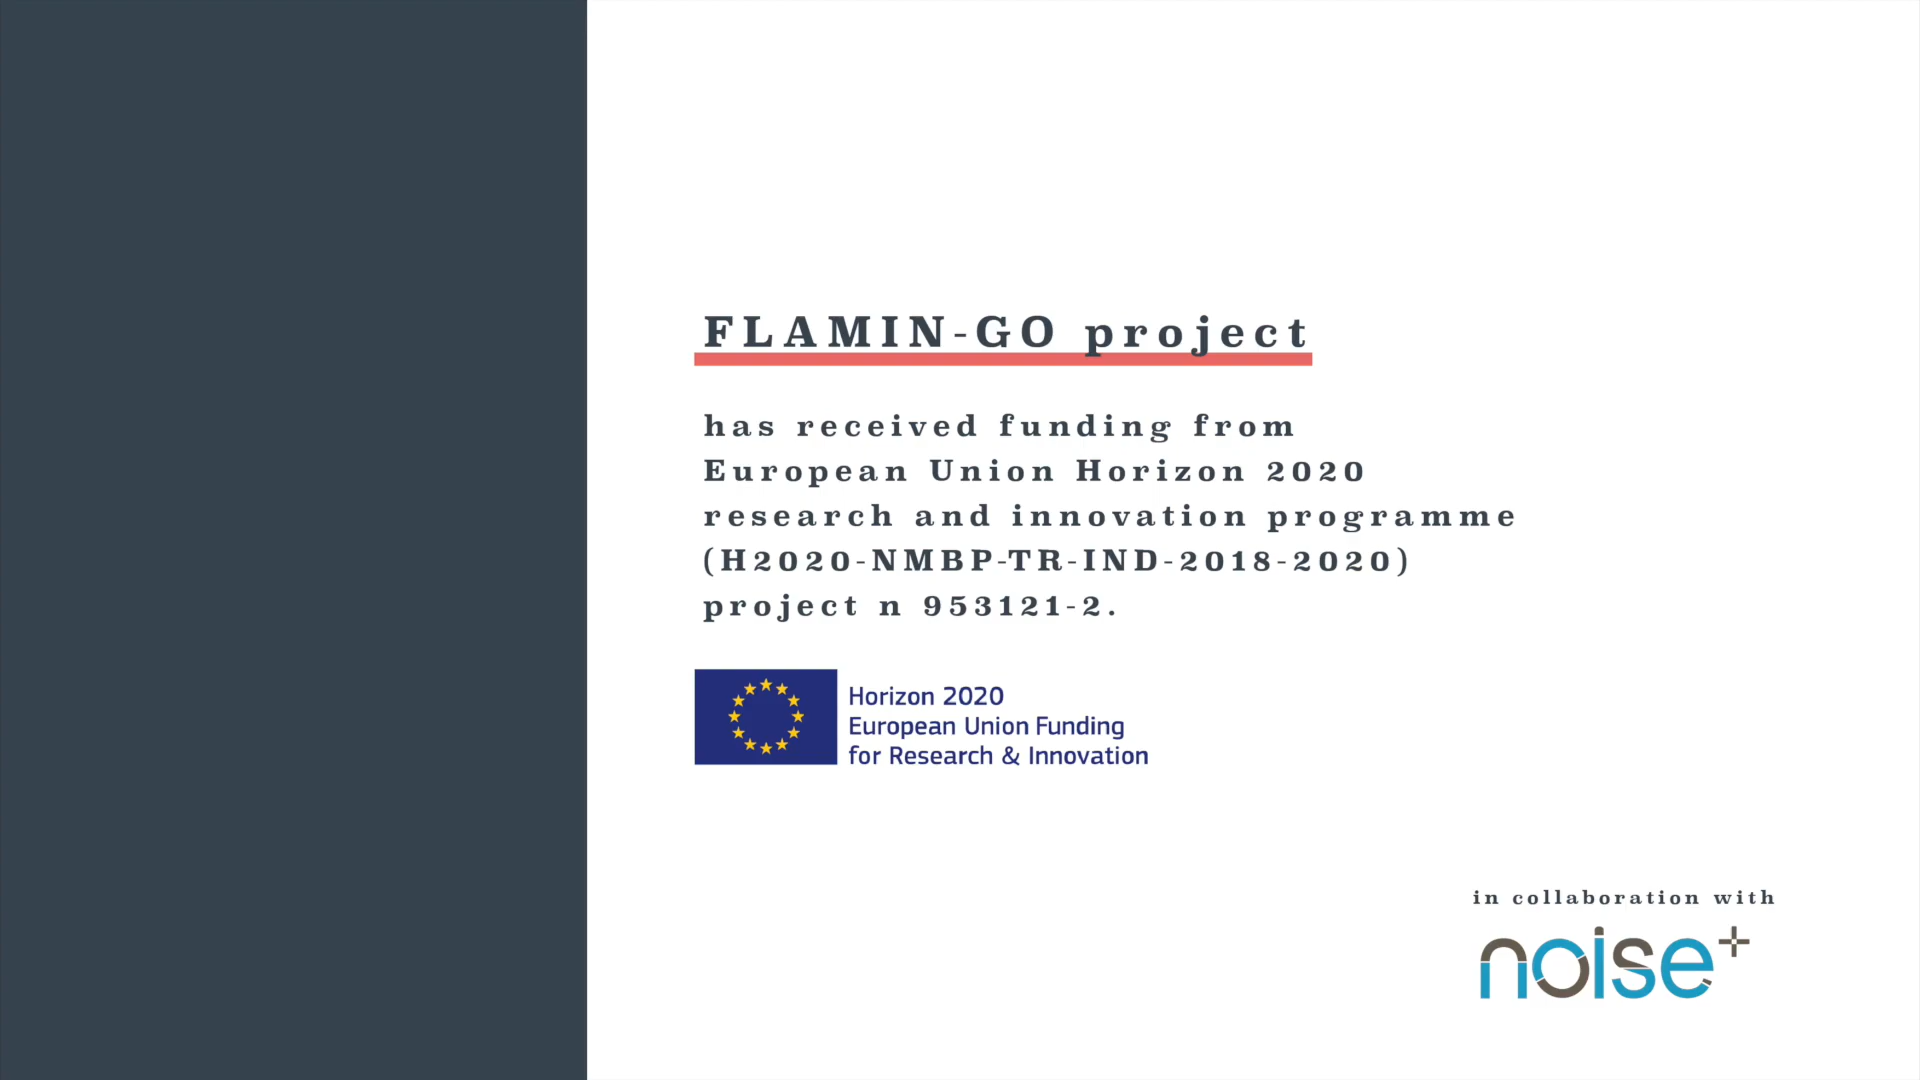 FLAMIN-GO project
has received funding from
European Union Horizon 2020
research and innovation programme
(H2020-NMBP-TR-IND-2018-2020)
project n 953121-2.
Horizon 2020
European Union Funding
for Research & Innovation
in collaboration with
noise+